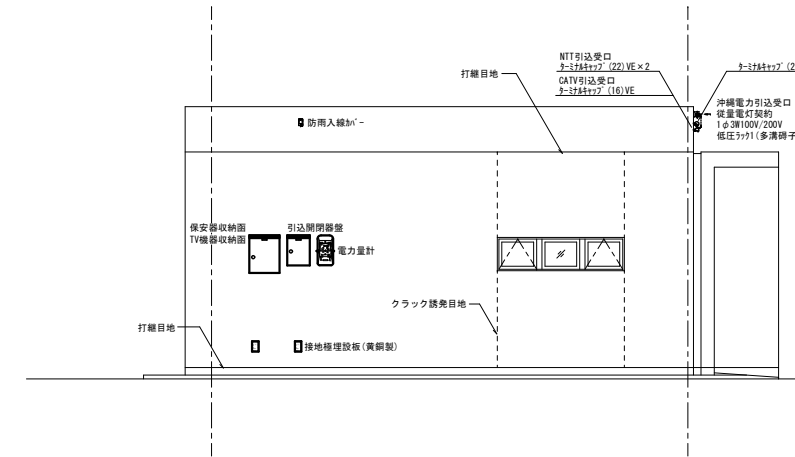 NTT引込受口
ターミナルキャップ(22)VE×2
CATV引込受口
ターミナルキャップ(16)VE
ターミナルキャップ(2
打継目地
沖縄電力引込受口
従量電灯契約
1φ3W100V/200V
低圧ラック1(多溝碍子
防雨入線カバー
保安器収納函
TV機器収納函
引込開閉器盤
電力量計
クラック誘発目地
打継目地
接地極埋設板(黄銅製)